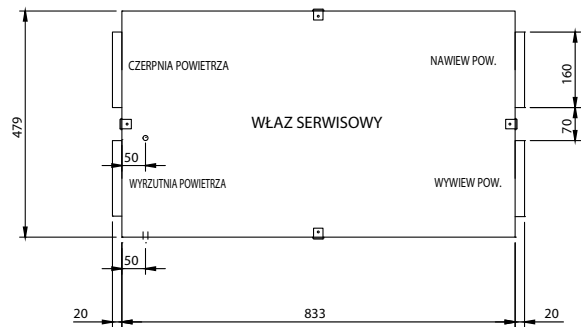 CZERPNIA POWIETRZA
NAWIEW POW.
160
479
WŁAZ SERWISOWY
70
50
WYRZUTNIA POWIETRZA
WYWIEW POW.
50
20
833
20